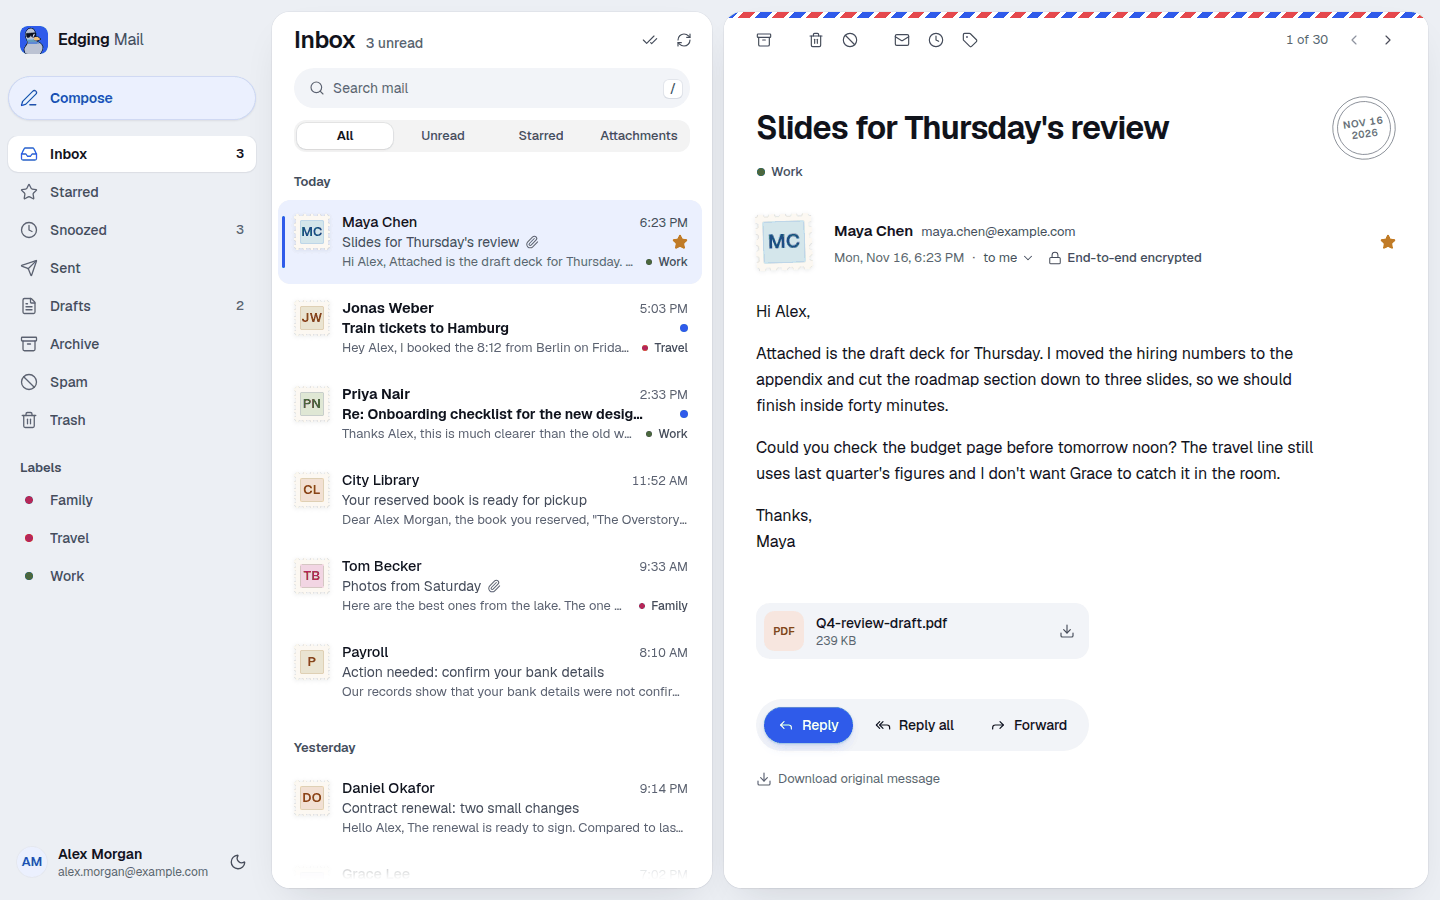 Edging Mail
Compose
Inbox 3
Starred
Snoozed 3
Sent
Drafts 2
Archive
Spam
Trash
Labels
Family
Travel
Work
AM
Alex Morgan
alex.morgan@example.com
Inbox 3 unread
Search mail /
All Unread Starred Attachments
Today
MC
Maya Chen 6:23 PM
Slides for Thursday's review
Hi Alex, Attached is the draft deck for Thursday. ... Work
JW
Jonas Weber 5:03 PM
Train tickets to Hamburg
Hey Alex, I booked the 8:12 from Berlin on Frida... Travel
PN
Priya Nair 2:33 PM
Re: Onboarding checklist for the new desig...
Thanks Alex, this is much clearer than the old w... Work
CL
City Library 11:52 AM
Your reserved book is ready for pickup
Dear Alex Morgan, the book you reserved, "The Overstory...
TB
Tom Becker 9:33 AM
Photos from Saturday
Here are the best ones from the lake. The one ... Family
P
Payroll 8:10 AM
Action needed: confirm your bank details
Our records show that your bank details were not confir...
Yesterday
DO
Daniel Okafor 9:14 PM
Contract renewal: two small changes
Hello Alex, The renewal is ready to sign. Compared to las...
Grace Lee 7:02 PM
1 of 30
Slides for Thursday's review
NOV 16
2026
Work
MC
Maya Chen maya.chen@example.com
Mon, Nov 16, 6:23 PM · to me End-to-end encrypted
Hi Alex,
Attached is the draft deck for Thursday. I moved the hiring numbers to the
appendix and cut the roadmap section down to three slides, so we should
finish inside forty minutes.
Could you check the budget page before tomorrow noon? The travel line still
uses last quarter's figures and I don't want Grace to catch it in the room.
Thanks,
Maya
PDF
Q4-review-draft.pdf
239 KB
Reply Reply all Forward
Download original message